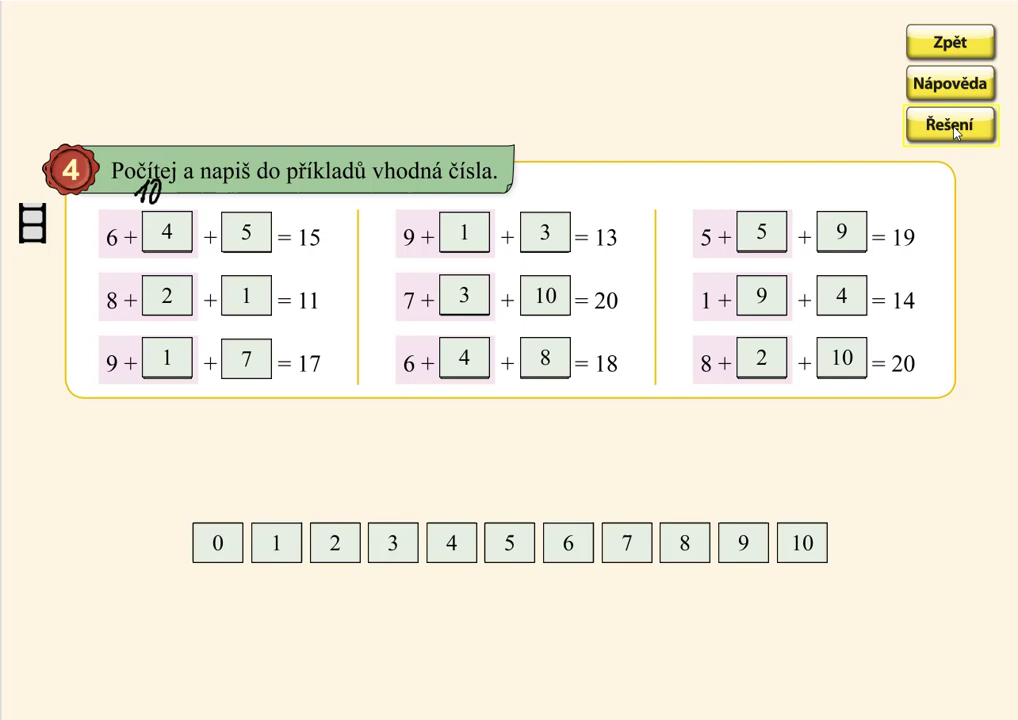 Zpět
Nápověda
Řešení
4 Počítej a napiš do příkladů vhodná čísla.
10
6 + 4 + 5 = 15
9 + 1 + 3 = 13
5 + 5 + 9 = 19
8 + 2 + 1 = 11
7 + 3 + 10 = 20
1 + 9 + 4 = 14
9 + 1 + 7 = 17
6 + 4 + 8 = 18
8 + 2 + 10 = 20
0 1 2 3 4 5 6 7 8 9 10